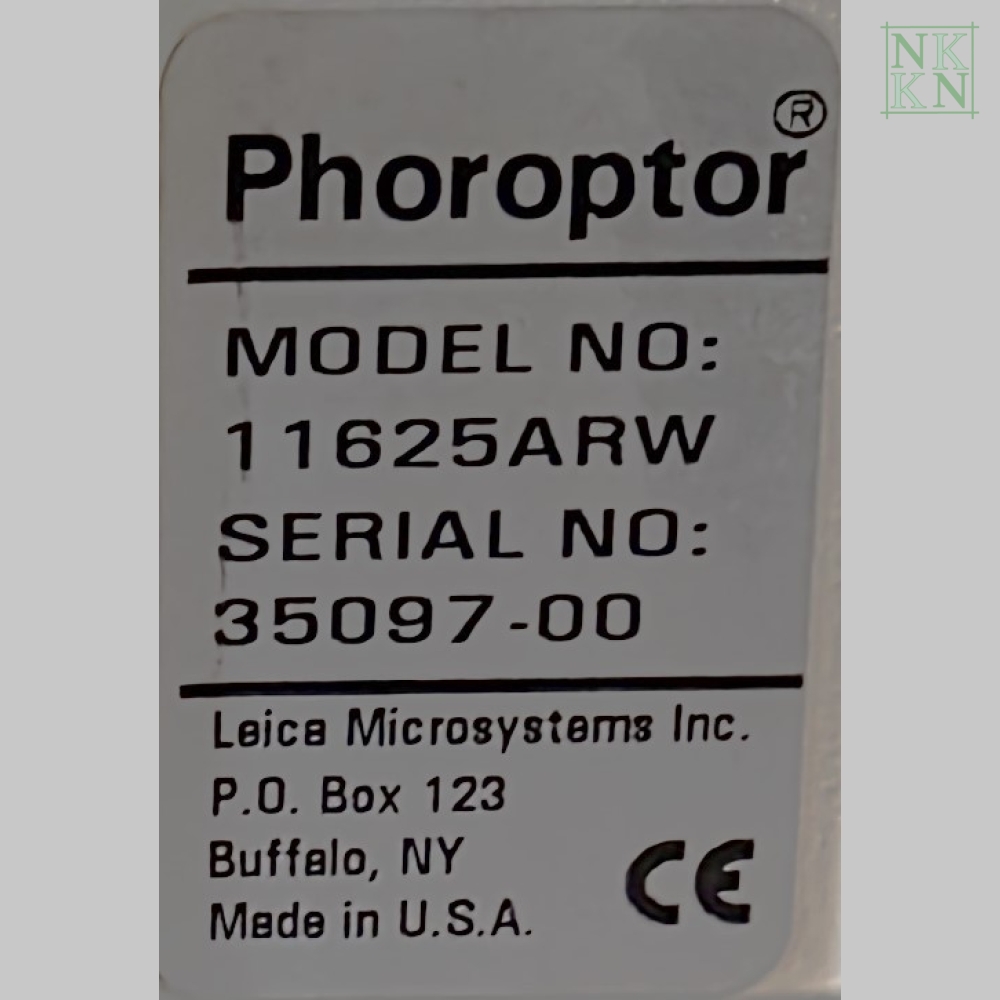 NK
KN
Phoroptor®
MODEL NO:
11625ARW
SERIAL NO:
35097-00
Leica Microsystems Inc.
P.O. Box 123
Buffalo, NY
Made in U.S.A.
CE